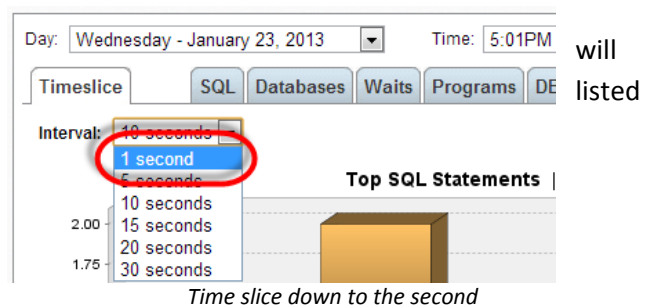 Day: Wednesday - January 23, 2013 Time: 5:01PM
will
Timeslice SQL Databases Waits Programs
listed
Interval: 10 seconds
1 second
5 seconds
Top SQL Statements |
10 seconds
2.00
15 seconds
20 seconds
1.75
30 seconds
Time slice down to the second